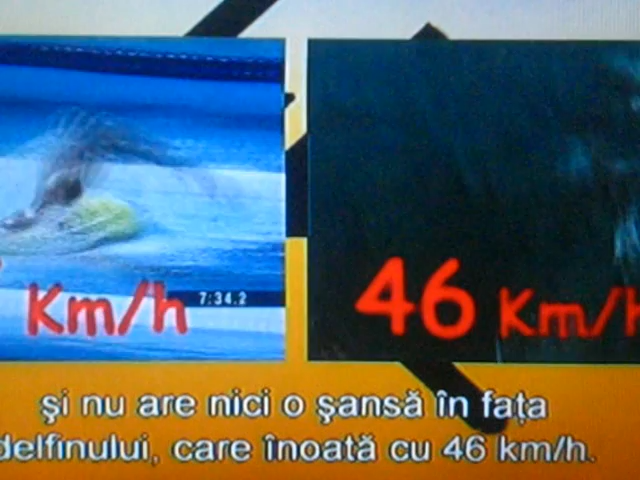 Km/h
7:34.2
46 Km/h
şi nu are nici o şansă în faţa
delfinului, care înoată cu 46 km/h.